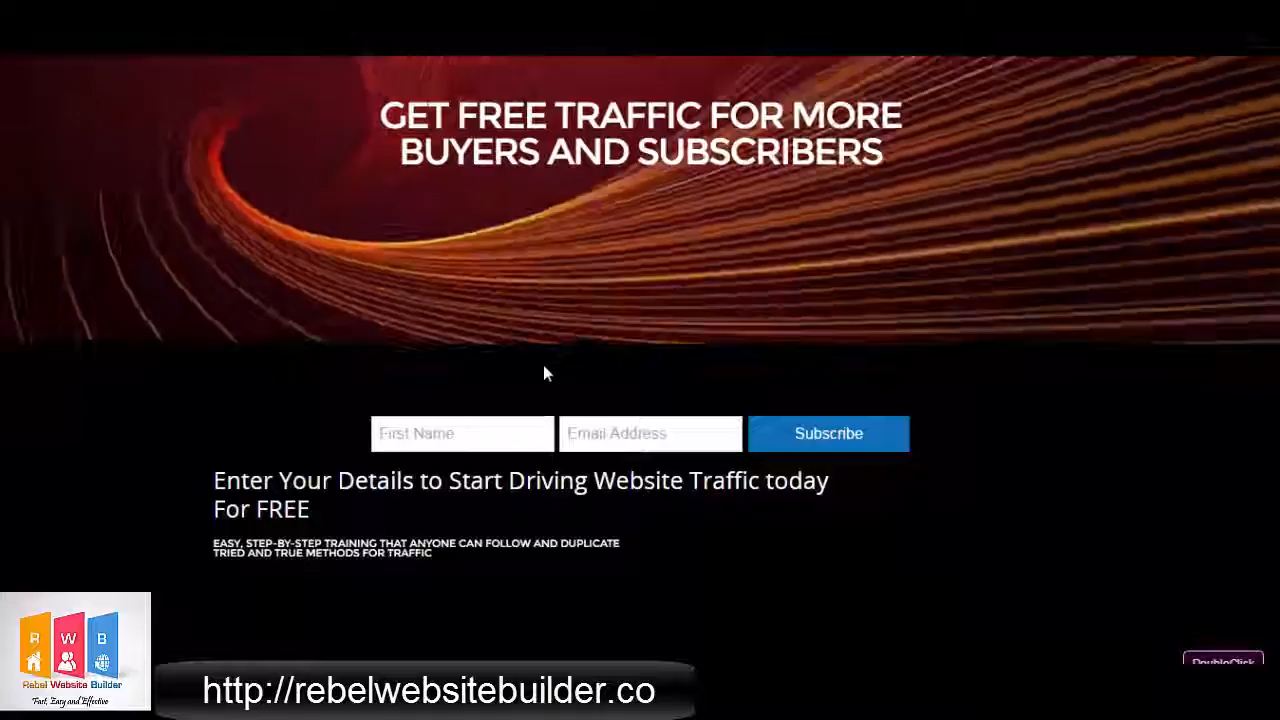 GET FREE TRAFFIC FOR MORE
BUYERS AND SUBSCRIBERS
First Name
Email Address
Subscribe
Enter Your Details to Start Driving Website Traffic today
For FREE
EASY, STEP-BY-STEP TRAINING THAT ANYONE CAN FOLLOW AND DUPLICATE
TRIED AND TRUE METHODS FOR TRAFFIC
R W B
Rebel Website Builder
Fast, Easy and Effective
http://rebelwebsitebuilder.co
DoubleClick